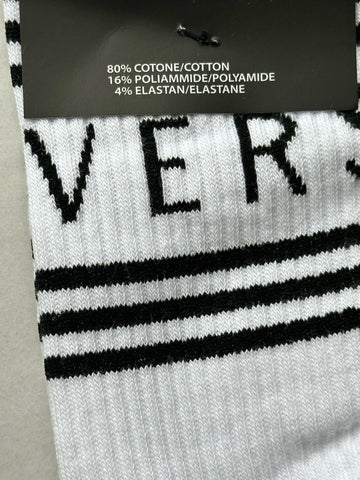 80% COTONE/COTTON
16% POLIAMMIDE/POLYAMIDE
4% ELASTAN/ELASTANE
VERS